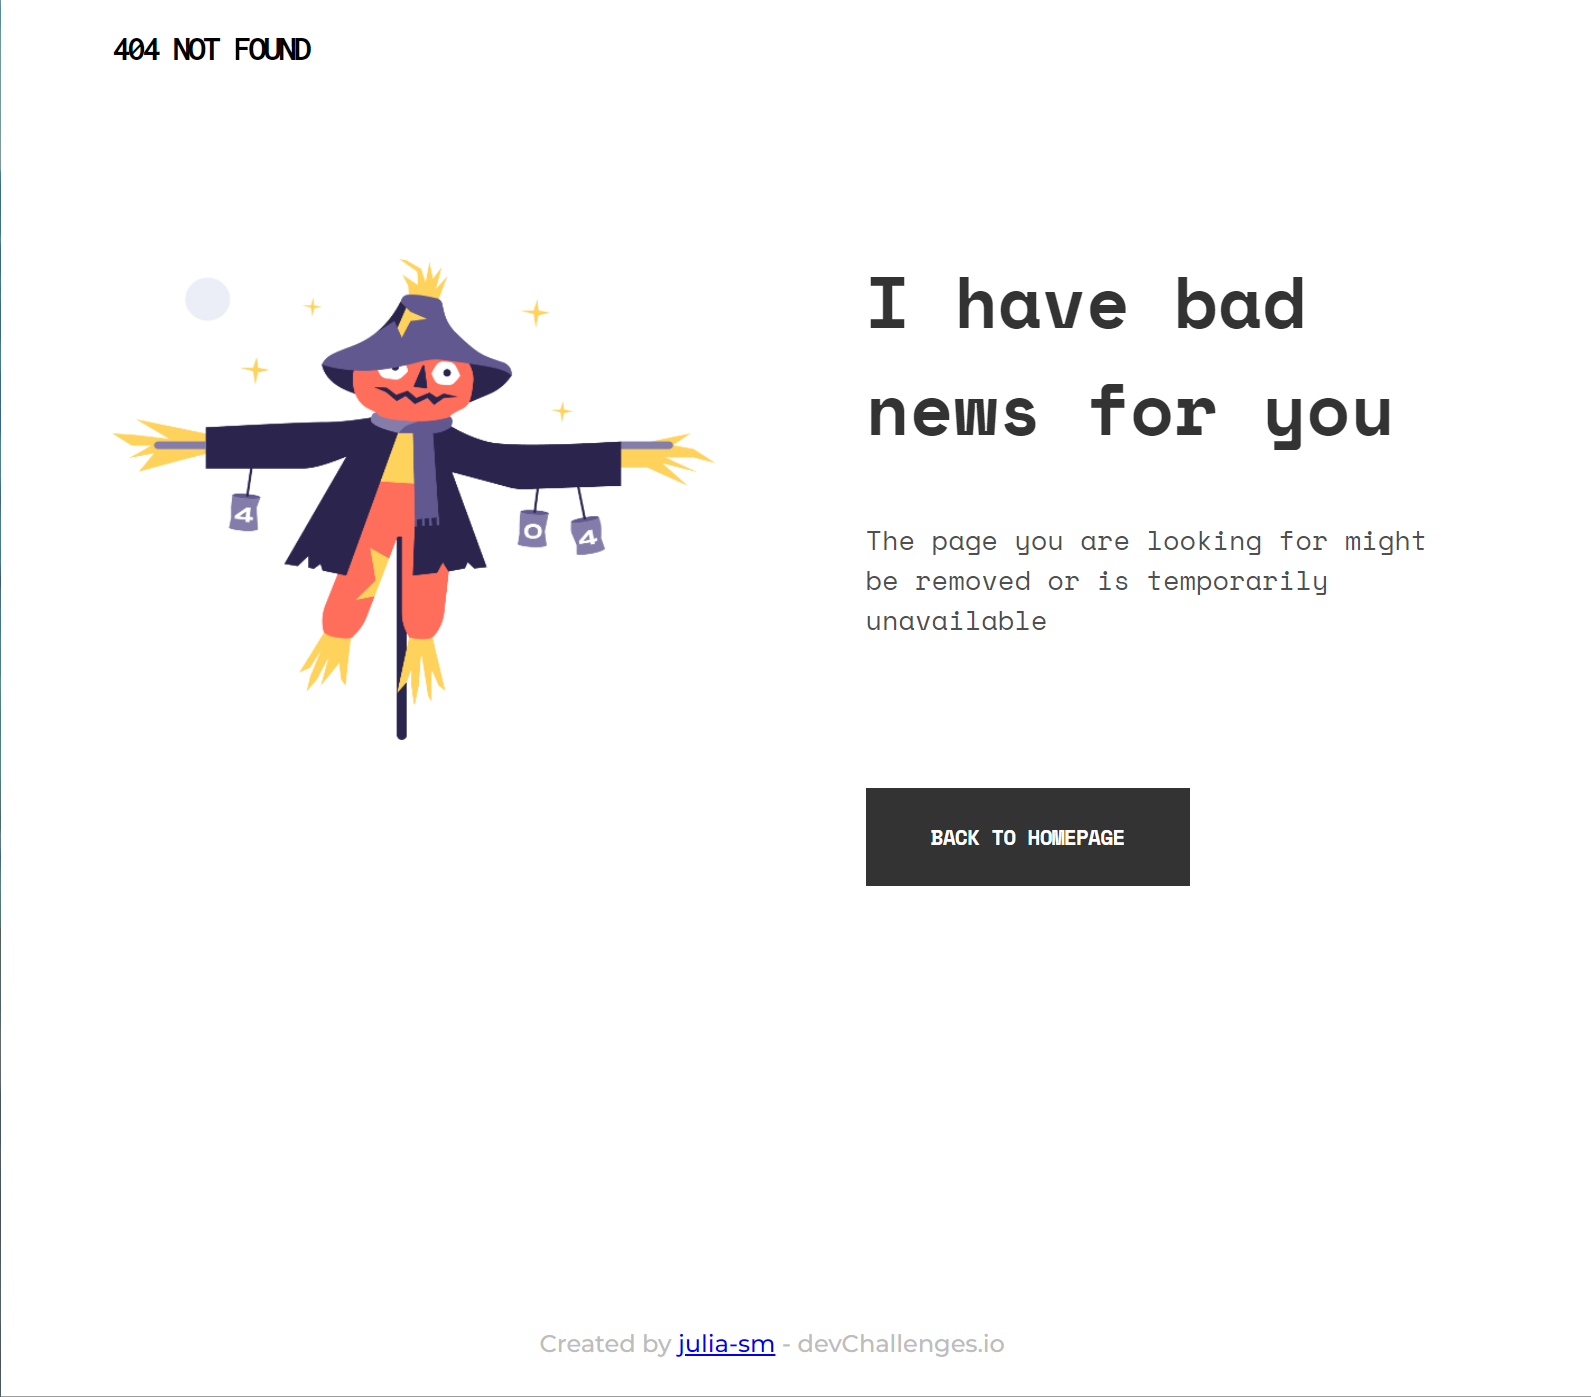 404 NOT FOUND
I have bad
news for you
4
0
4
The page you are looking for might
be removed or is temporarily
unavailable
BACK TO HOMEPAGE
Created by julia-sm - devChallenges.io